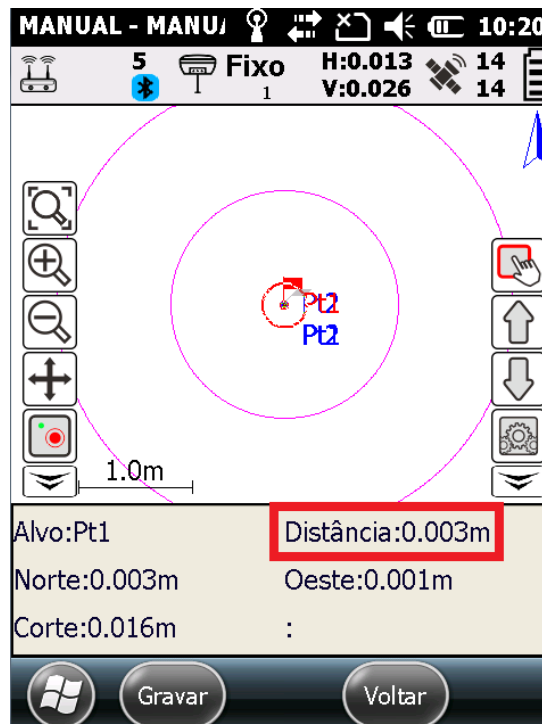 MANUAL - MANU 10:20
5 Fixo 1 H:0.013 V:0.026 14 14
Pt1
Pt2
1.0m
Alvo:Pt1 Distância:0.003m
Norte:0.003m Oeste:0.001m
Corte:0.016m :
Gravar Voltar